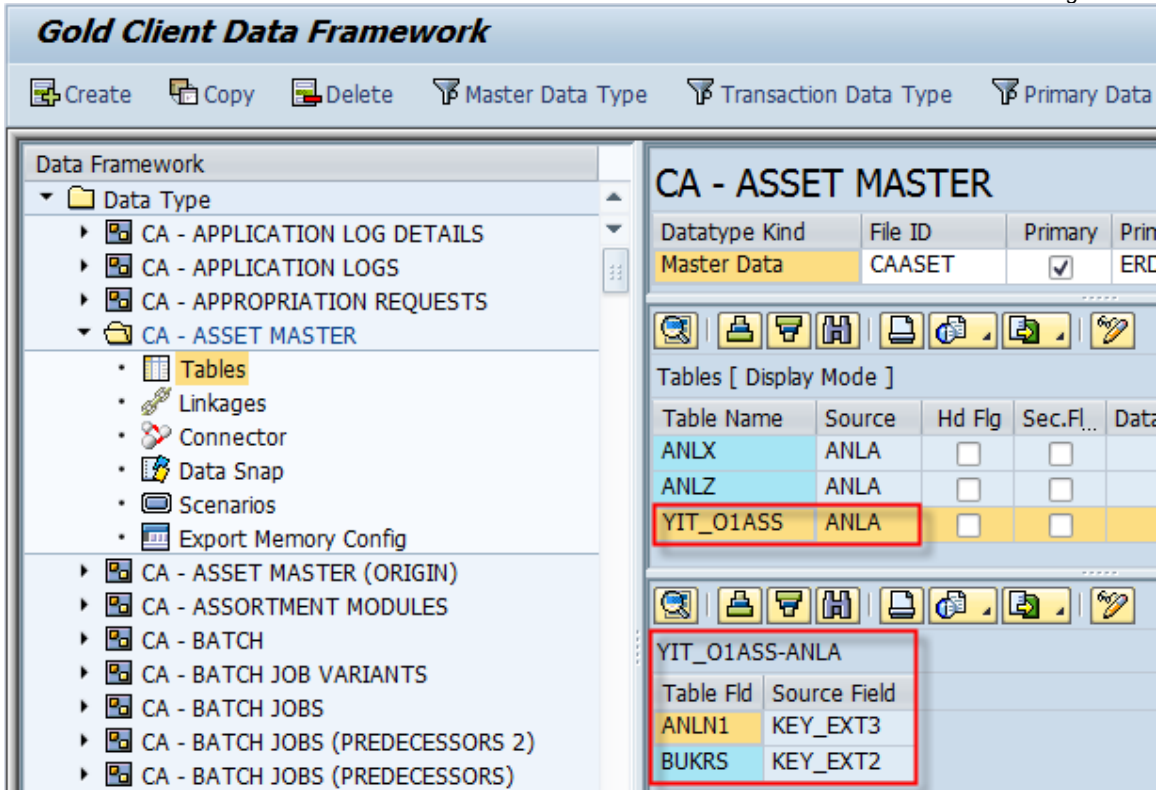 Gold Client Data Framework
Create Copy Delete Master Data Type Transaction Data Type Primary Data
Data Framework
Data Type
CA - APPLICATION LOG DETAILS
CA - APPLICATION LOGS
CA - APPROPRIATION REQUESTS
CA - ASSET MASTER
Tables
Linkages
Connector
Data Snap
Scenarios
Export Memory Config
CA - ASSET MASTER (ORIGIN)
CA - ASSORTMENT MODULES
CA - BATCH
CA - BATCH JOB VARIANTS
CA - BATCH JOBS
CA - BATCH JOBS (PREDECESSORS 2)
CA - BATCH JOBS (PREDECESSORS)
CA - ASSET MASTER
Datatype Kind File ID Primary Prin
Master Data CAASET ERD
Tables [ Display Mode ]
Table Name Source Hd Flg Sec.Fl... Data
ANLX ANLA
ANLZ ANLA
YIT_O1ASS ANLA
YIT_O1ASS-ANLA
Table Fld Source Field
ANLN1 KEY_EXT3
BUKRS KEY_EXT2